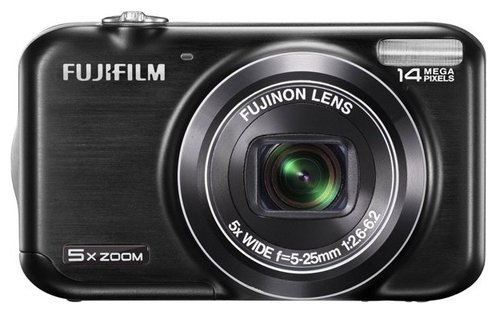 FUJIFILM
14 MEGA PIXELS
FUJINON LENS
5x WIDE f=5-25mm 1:2.6-6.2
5x ZOOM